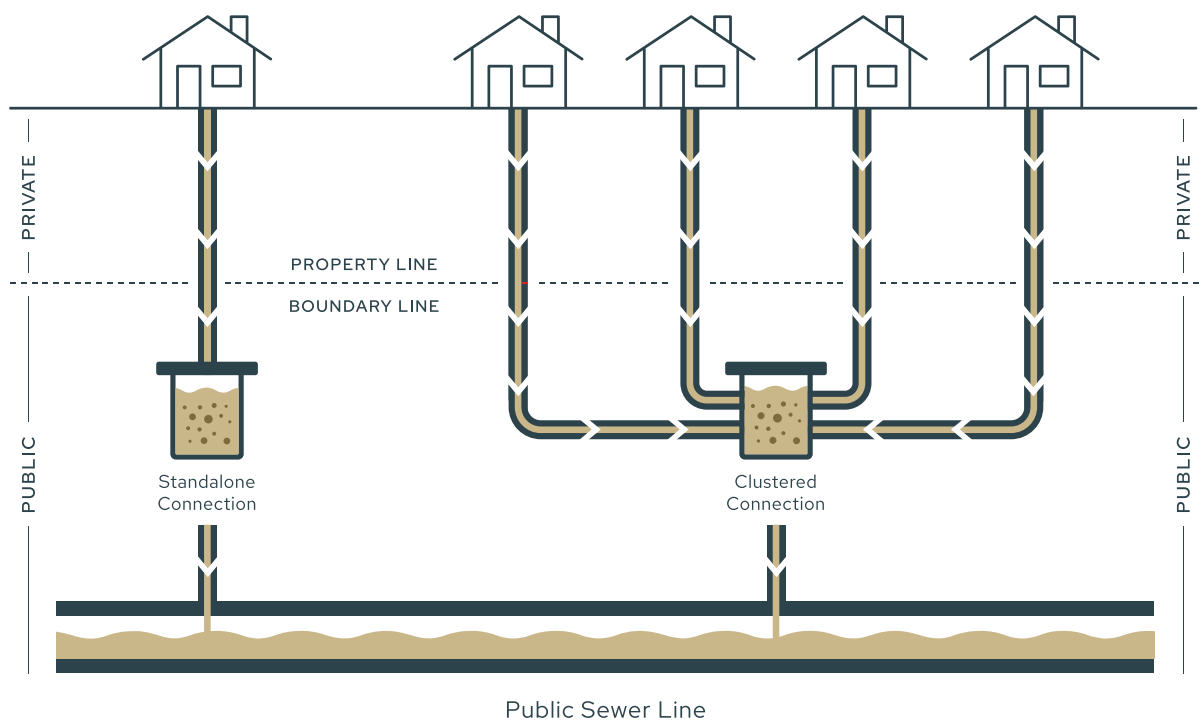 PRIVATE
PRIVATE
PROPERTY LINE
BOUNDARY LINE
PUBLIC
PUBLIC
Standalone
Connection
Clustered
Connection
Public Sewer Line